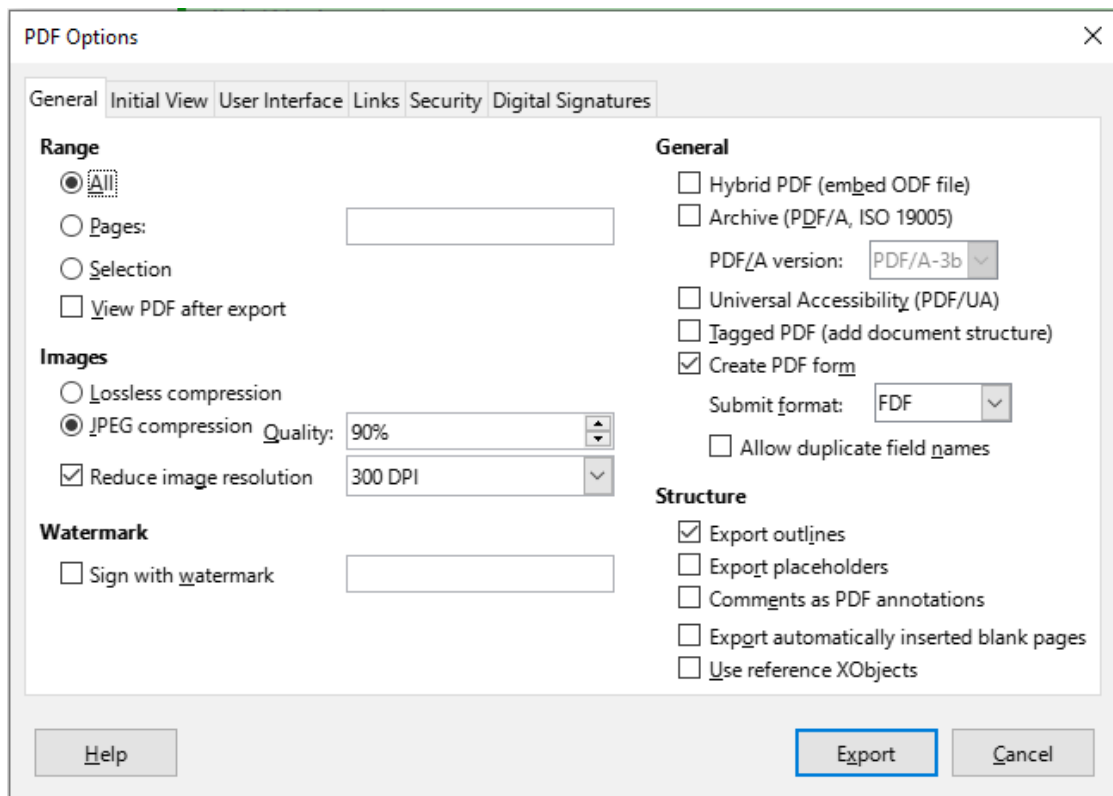 PDF Options
General Initial View User Interface Links Security Digital Signatures
Range
All
Pages:
Selection
View PDF after export
Images
Lossless compression
JPEG compression Quality: 90%
Reduce image resolution 300 DPI
Watermark
Sign with watermark
General
Hybrid PDF (embed ODF file)
Archive (PDF/A, ISO 19005)
PDF/A version: PDF/A-3b
Universal Accessibility (PDF/UA)
Tagged PDF (add document structure)
Create PDF form
Submit format: FDF
Allow duplicate field names
Structure
Export outlines
Export placeholders
Comments as PDF annotations
Export automatically inserted blank pages
Use reference XObjects
Help Export Cancel